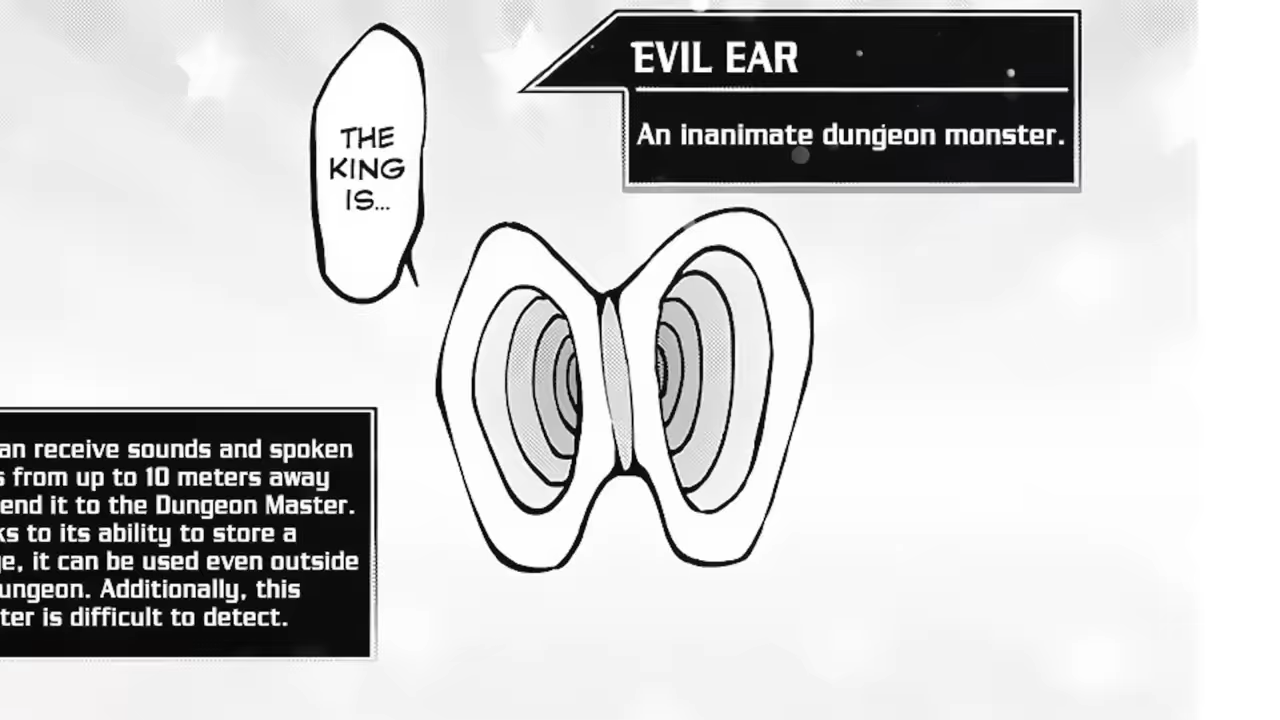 EVIL EAR
An inanimate dungeon monster.
THE
KING
IS...
an receive sounds and spoken
s from up to 10 meters away
end it to the Dungeon Master.
ks to its ability to store a
e, it can be used even outside
ungeon. Additionally, this
ter is difficult to detect.